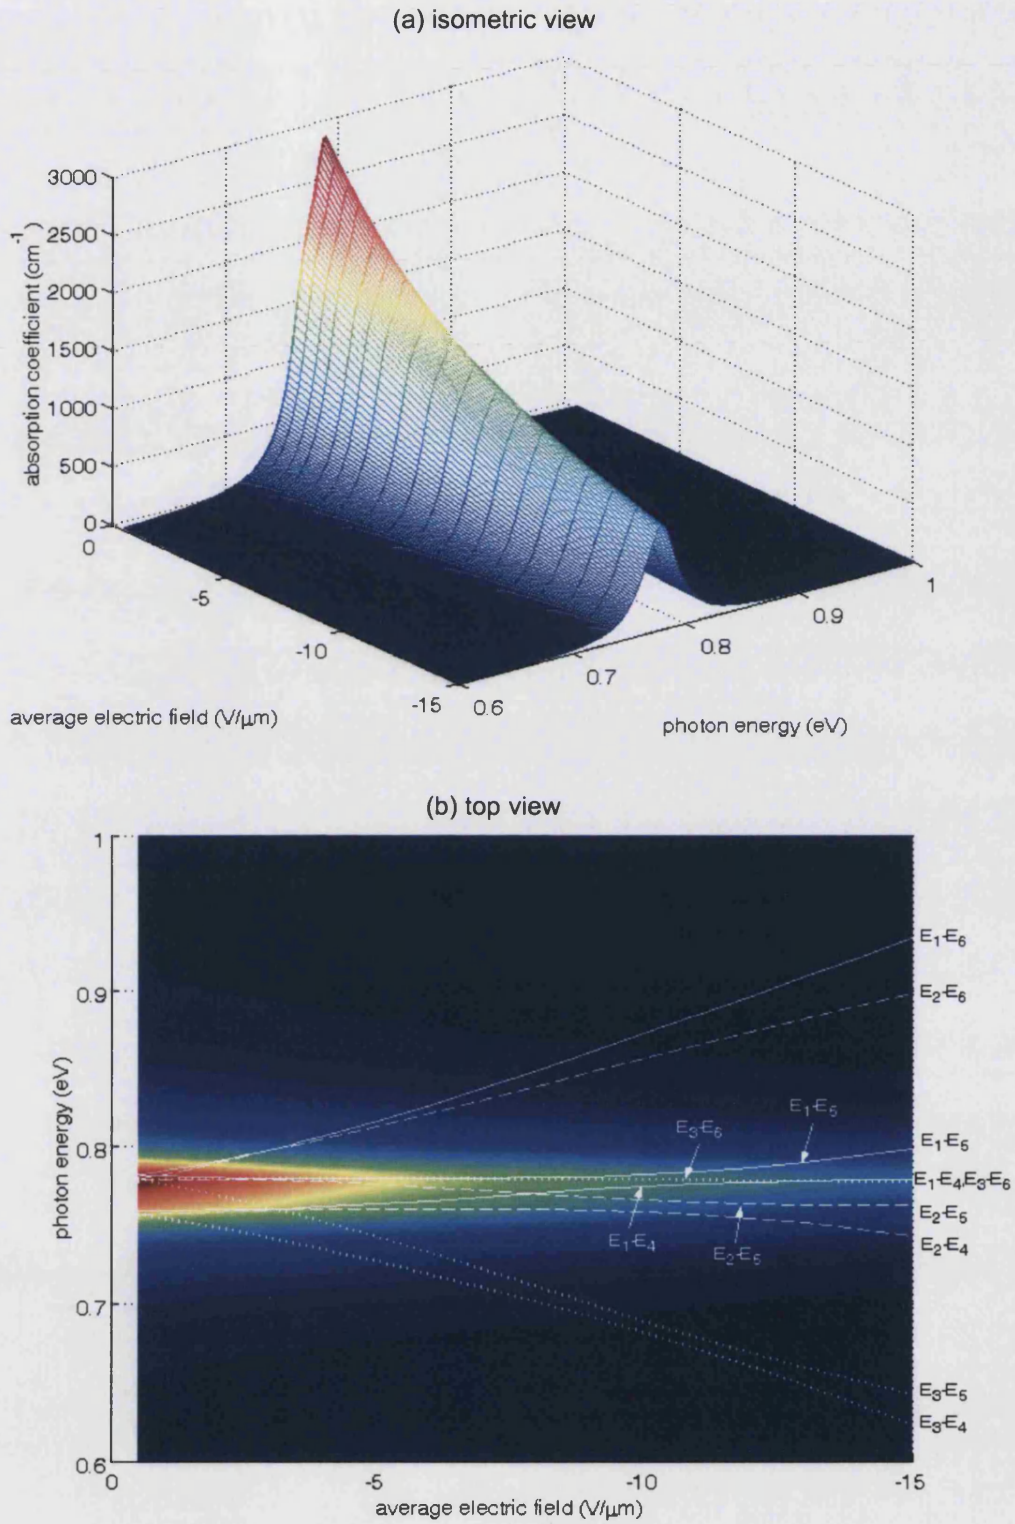 (a) isometric view
3000
2500
2000
1500
1000
500
0
absorption coefficient (cm-1)
0
-5
-10
-15
average electric field (V/μm)
0.6
0.7
0.8
0.9
1
photon energy (eV)
(b) top view
1
0.9
0.8
0.7
0.6
photon energy (eV)
E1-E6
E2-E6
E1-E5
E3-E6
E1-E5
E1-E4E3-E6
E2-E5
E1-E4
E2-E5
E2-E4
E3-E5
E3-E4
0
-5
-10
-15
average electric field (V/μm)